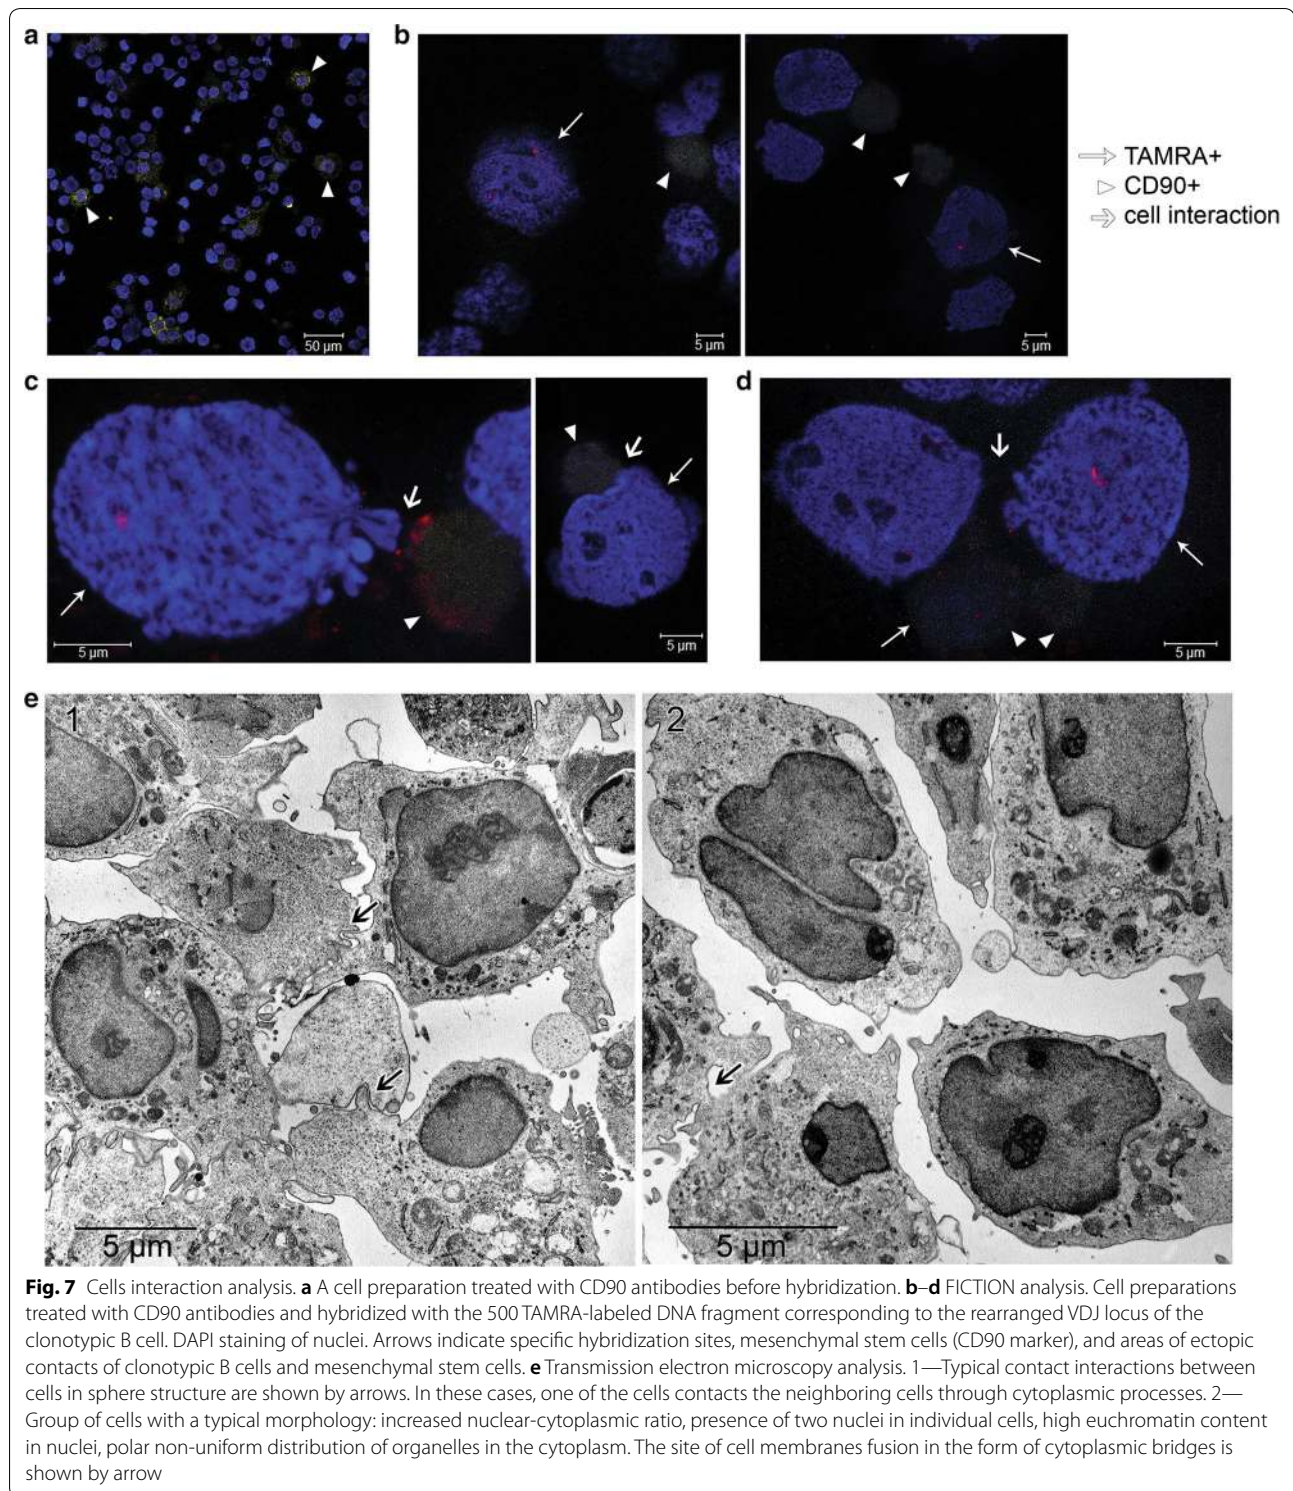 a
b
TAMRA+
CD90+
cell interaction
50 µm
5 µm
5 µm
c
d
5 µm
5 µm
5 µm
e
1
2
5 µm
5 µm
Fig. 7 Cells interaction analysis. a A cell preparation treated with CD90 antibodies before hybridization. b–d FICTION analysis. Cell preparations
treated with CD90 antibodies and hybridized with the 500 TAMRA-labeled DNA fragment corresponding to the rearranged VDJ locus of the
clonotypic B cell. DAPI staining of nuclei. Arrows indicate specific hybridization sites, mesenchymal stem cells (CD90 marker), and areas of ectopic
contacts of clonotypic B cells and mesenchymal stem cells. e Transmission electron microscopy analysis. 1—Typical contact interactions between
cells in sphere structure are shown by arrows. In these cases, one of the cells contacts the neighboring cells through cytoplasmic processes. 2—
Group of cells with a typical morphology: increased nuclear-cytoplasmic ratio, presence of two nuclei in individual cells, high euchromatin content
in nuclei, polar non-uniform distribution of organelles in the cytoplasm. The site of cell membranes fusion in the form of cytoplasmic bridges is
shown by arrow